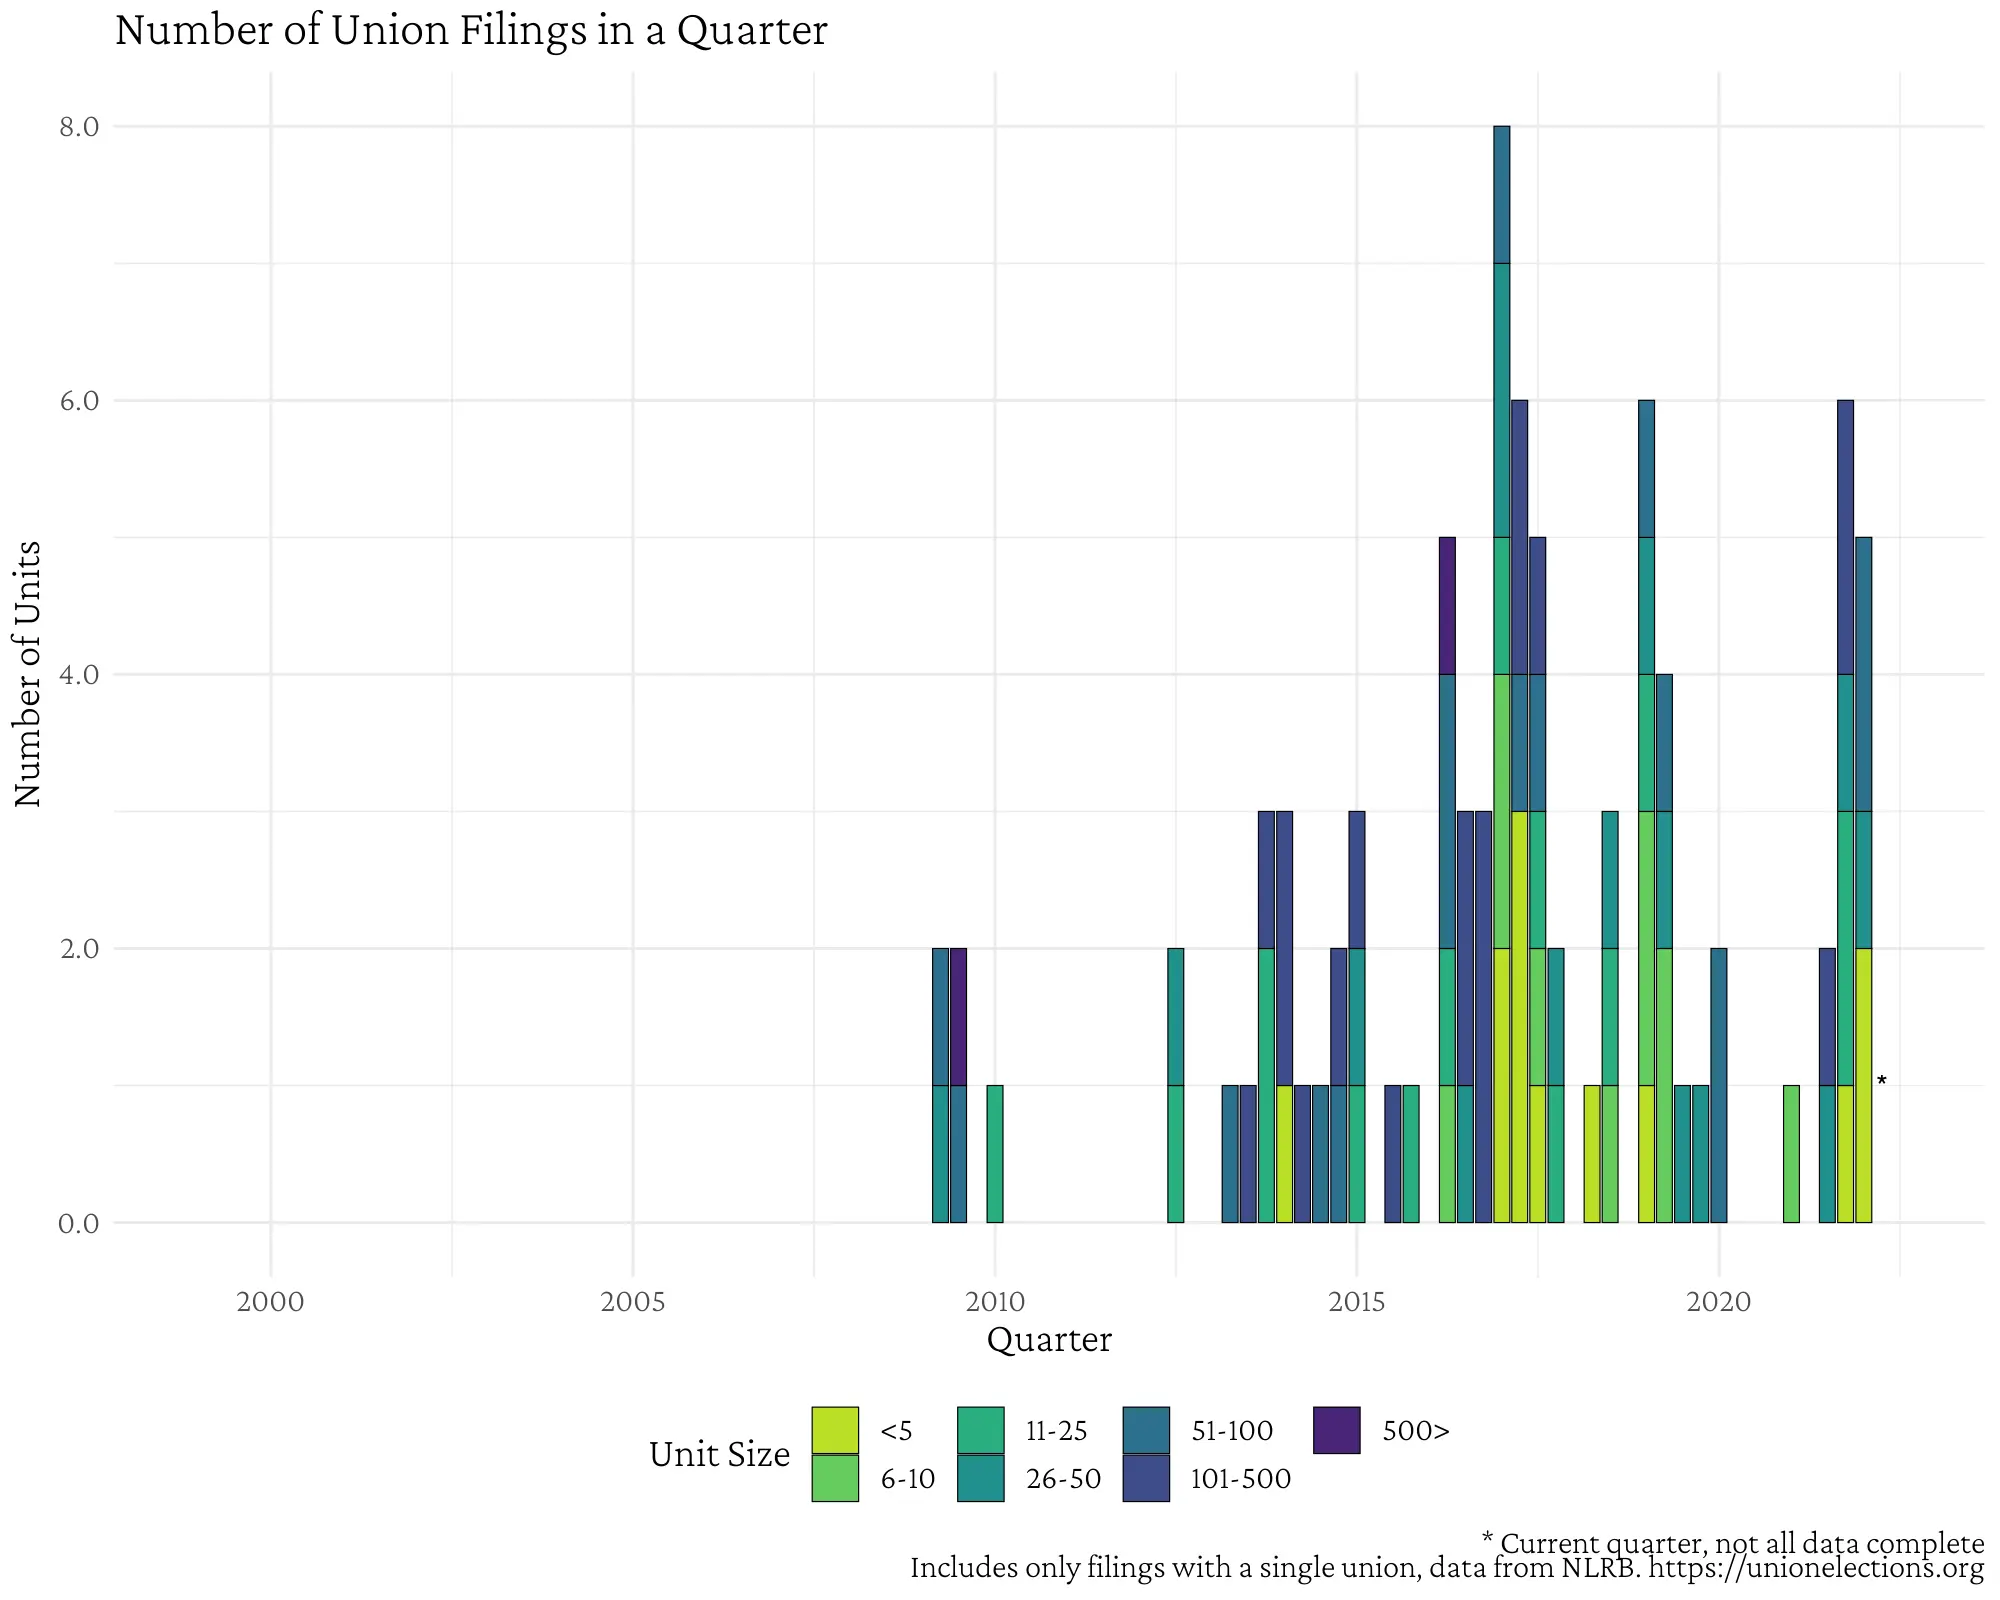 Number of Union Filings in a Quarter
Number of Units
8.0
6.0
4.0
2.0
0.0
*
2000 2005 2010 2015 2020
Quarter
Unit Size
<5 11-25 51-100 500>
6-10 26-50 101-500
* Current quarter, not all data complete
Includes only filings with a single union, data from NLRB. https://unionelections.org